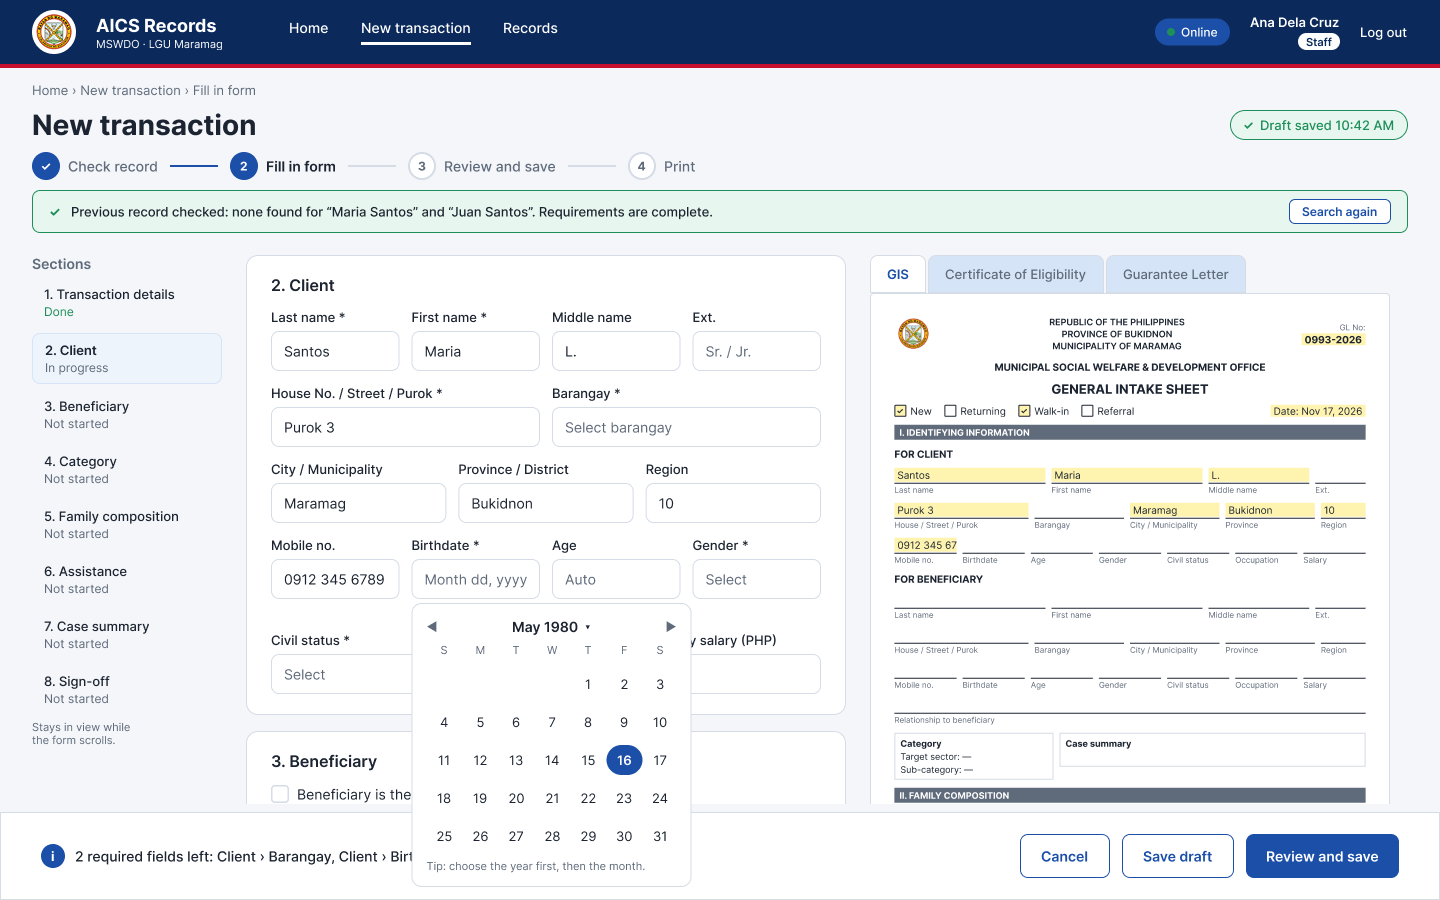 AICS Records
MSWDO · LGU Maramag
Home
New transaction
Records
Online
Ana Dela Cruz
Staff
Log out
Home › New transaction › Fill in form
New transaction
Draft saved 10:42 AM
Check record
2 Fill in form
3 Review and save
4 Print
Previous record checked: none found for “Maria Santos” and “Juan Santos”. Requirements are complete.
Search again
Sections
1. Transaction details
Done
2. Client
In progress
3. Beneficiary
Not started
4. Category
Not started
5. Family composition
Not started
6. Assistance
Not started
7. Case summary
Not started
8. Sign-off
Not started
Stays in view while
the form scrolls.
2. Client
Last name * First name * Middle name Ext.
Santos Maria L. Sr. / Jr.
House No. / Street / Purok * Barangay *
Purok 3 Select barangay
City / Municipality Province / District Region
Maramag Bukidnon 10
Mobile no. Birthdate * Age Gender *
0912 345 6789 Month dd, yyyy Auto Select
Civil status * y salary (PHP)
Select
May 1980
S M T W T F S
1 2 3
4 5 6 7 8 9 10
11 12 13 14 15 16 17
18 19 20 21 22 23 24
25 26 27 28 29 30 31
Tip: choose the year first, then the month.
3. Beneficiary
Beneficiary is the
GIS
Certificate of Eligibility
Guarantee Letter
REPUBLIC OF THE PHILIPPINES
PROVINCE OF BUKIDNON
MUNICIPALITY OF MARAMAG
GL No:
0993-2026
MUNICIPAL SOCIAL WELFARE & DEVELOPMENT OFFICE
GENERAL INTAKE SHEET
New Returning Walk-in Referral Date: Nov 17, 2026
I. IDENTIFYING INFORMATION
FOR CLIENT
Santos Maria L.
Last name First name Middle name Ext.
Purok 3 Maramag Bukidnon 10
House / Street / Purok Barangay City / Municipality Province Region
0912 345 67
Mobile no. Birthdate Age Gender Civil status Occupation Salary
FOR BENEFICIARY
Last name First name Middle name Ext.
House / Street / Purok Barangay City / Municipality Province Region
Mobile no. Birthdate Age Gender Civil status Occupation Salary
Relationship to beneficiary
Category
Target sector: —
Sub-category: —
Case summary
II. FAMILY COMPOSITION
2 required fields left: Client › Barangay, Client › Birt
Cancel
Save draft
Review and save